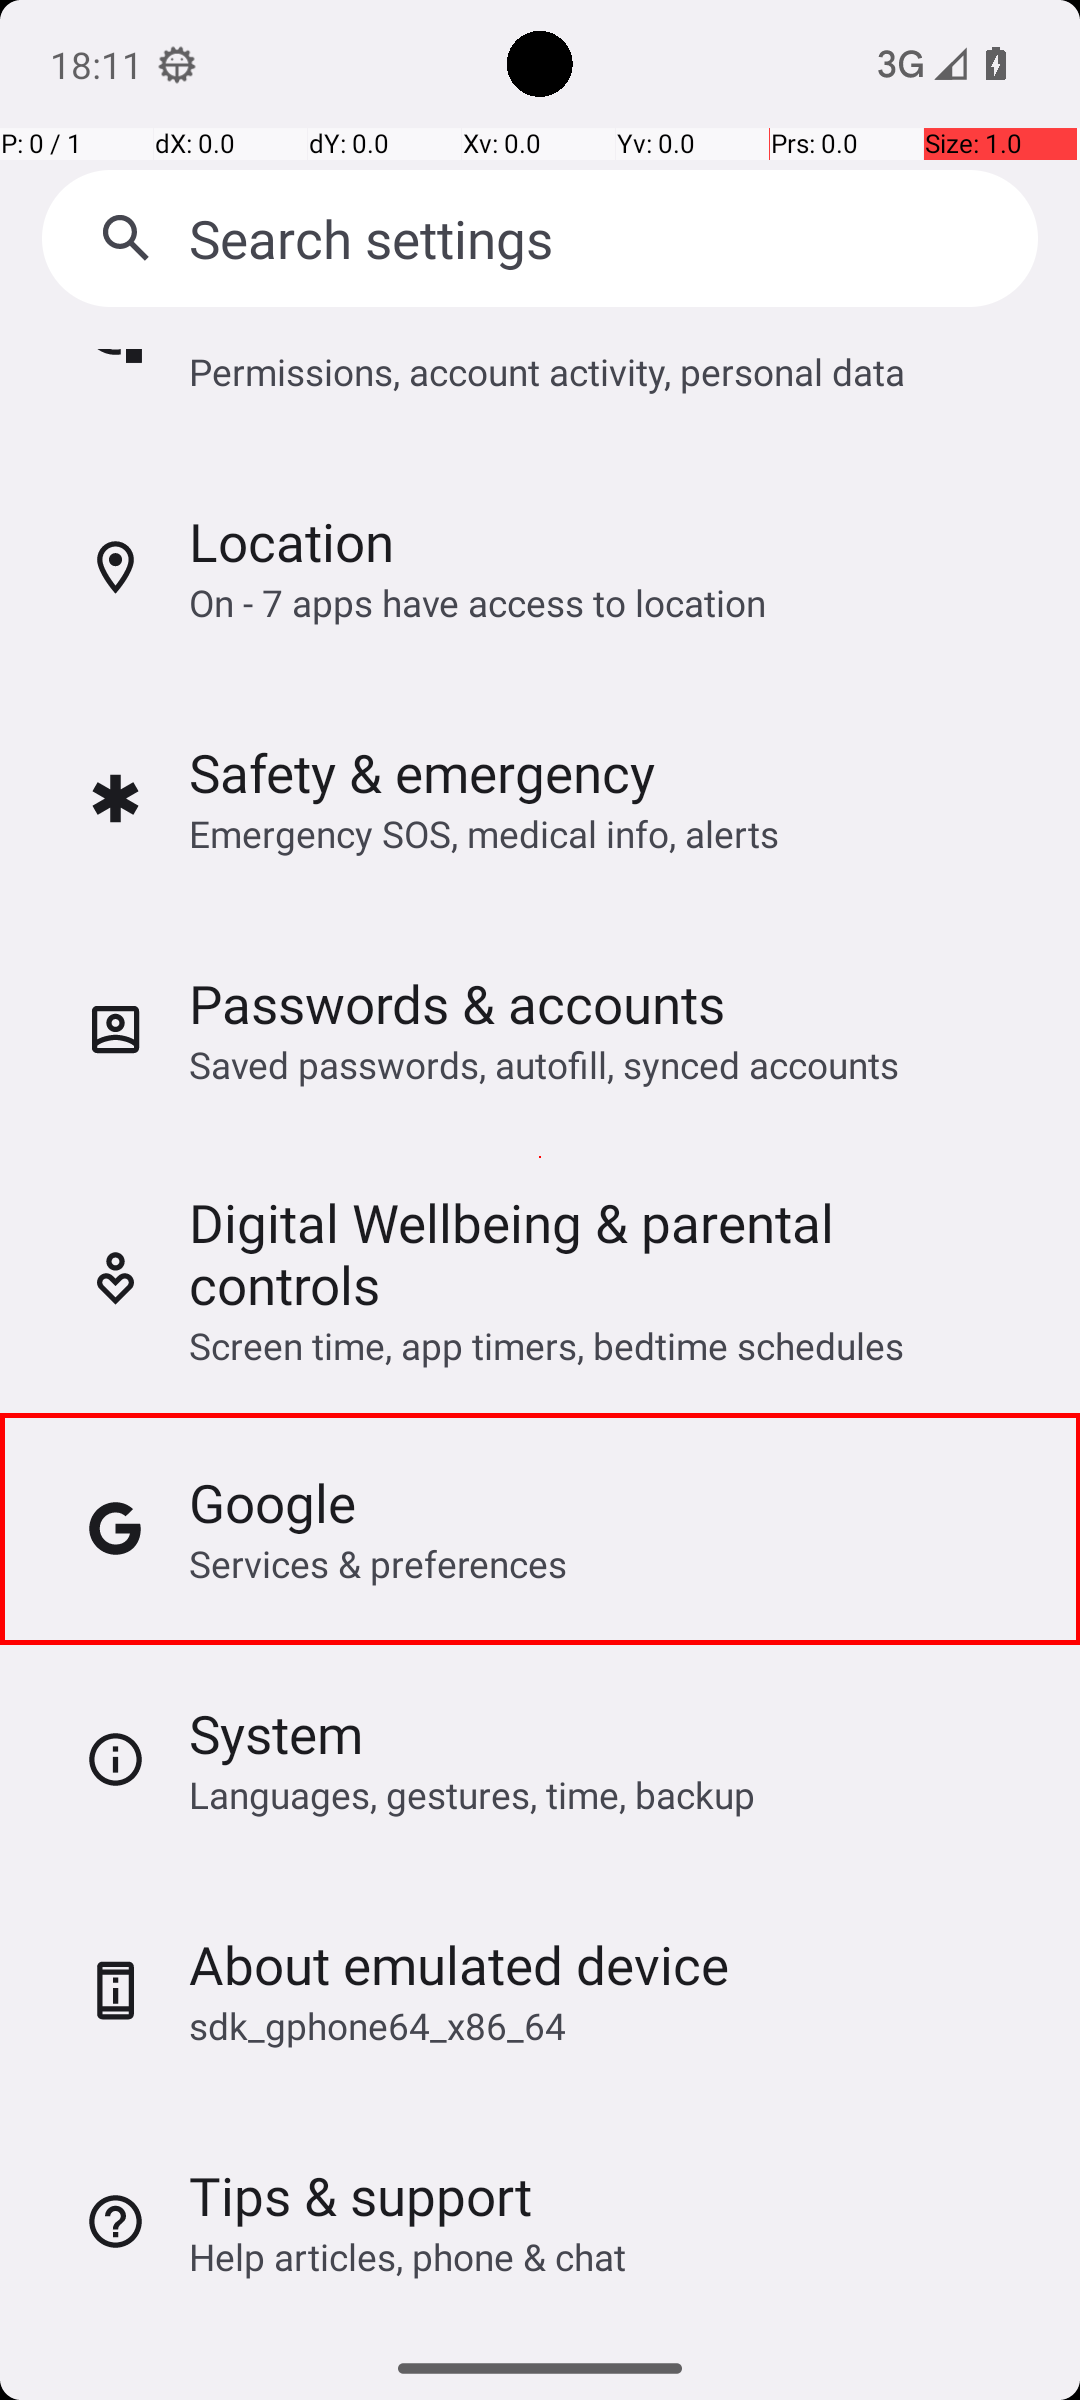 18:11
3G
P: 0 / 1 dX: 0.0 dY: 0.0 Xv: 0.0 Yv: 0.0 Prs: 0.0 Size: 1.0
Search settings
Permissions, account activity, personal data
Location
On - 7 apps have access to location
Safety & emergency
Emergency SOS, medical info, alerts
Passwords & accounts
Saved passwords, autofill, synced accounts
Digital Wellbeing & parental
controls
Screen time, app timers, bedtime schedules
Google
Services & preferences
System
Languages, gestures, time, backup
About emulated device
sdk_gphone64_x86_64
Tips & support
Help articles, phone & chat